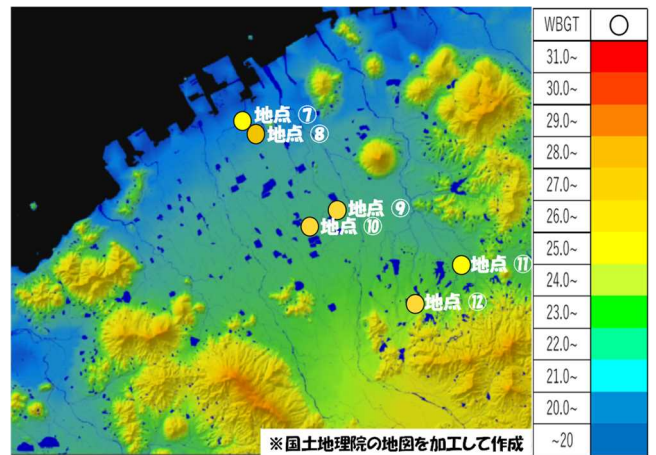 地点 ⑦
地点 ⑧
地点 ⑨
地点 ⑩
地点 ⑪
地点 ⑫
※国土地理院の地図を加工して作成
WBGT ○
31.0~
30.0~
29.0~
28.0~
27.0~
26.0~
25.0~
24.0~
23.0~
22.0~
21.0~
20.0~
~20